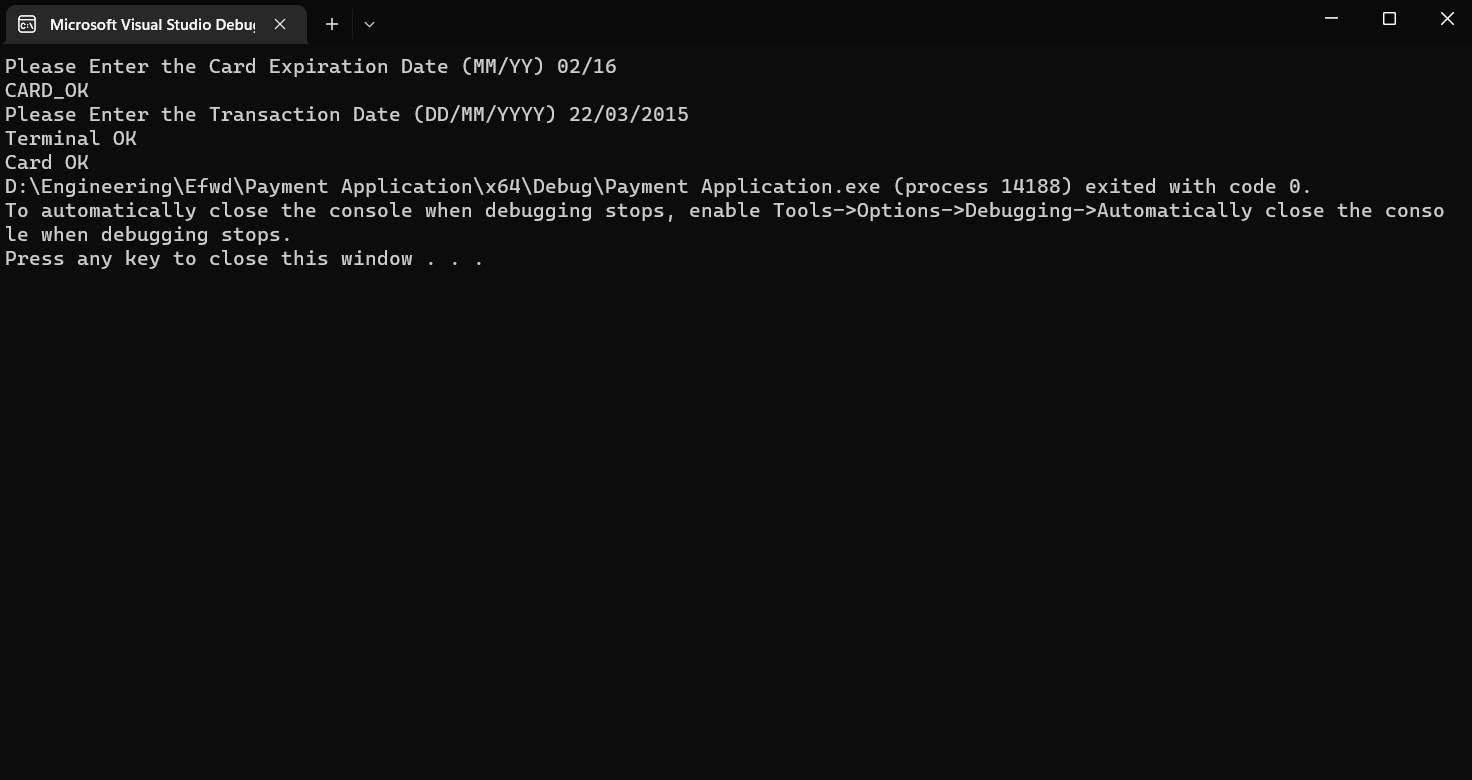 Microsoft Visual Studio Debug
Please Enter the Card Expiration Date (MM/YY) 02/16
CARD_OK
Please Enter the Transaction Date (DD/MM/YYYY) 22/03/2015
Terminal OK
Card OK
D:\Engineering\Efwd\Payment Application\x64\Debug\Payment Application.exe (process 14188) exited with code 0.
To automatically close the console when debugging stops, enable Tools->Options->Debugging->Automatically close the conso
le when debugging stops.
Press any key to close this window . . .